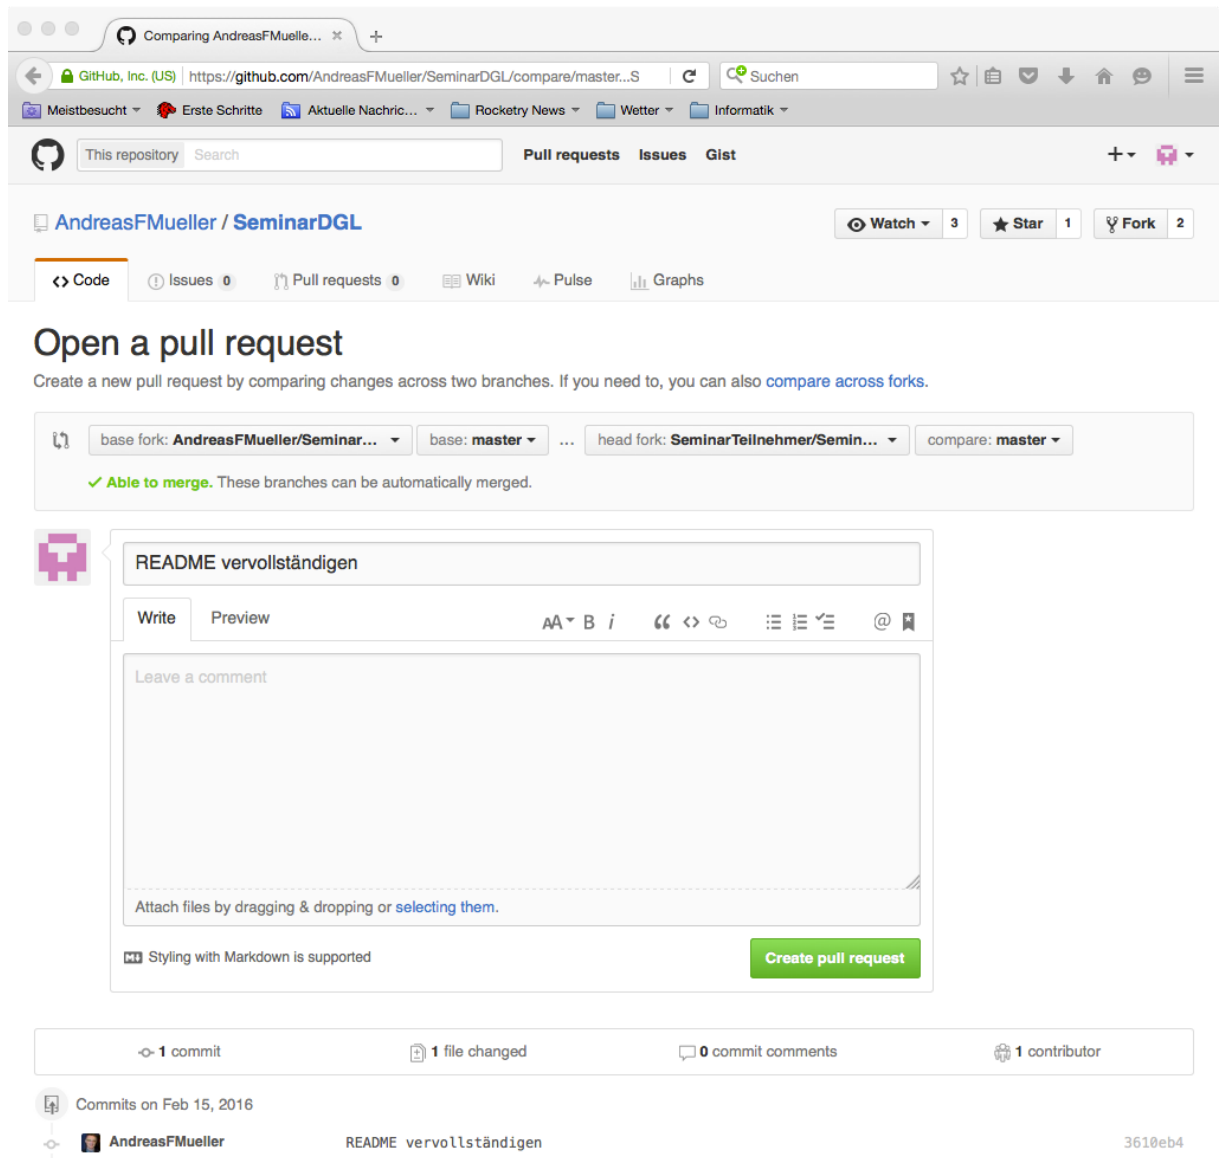 Comparing AndreasFMuelle...
GitHub, Inc. (US) https://github.com/AndreasFMueller/SeminarDGL/compare/master...S Suchen
Meistbesucht Erste Schritte Aktuelle Nachric... Rocketry News Wetter Informatik
This repository Search Pull requests Issues Gist
AndreasFMueller / SeminarDGL Watch 3 Star 1 Fork 2
Code Issues 0 Pull requests 0 Wiki Pulse Graphs
Open a pull request
Create a new pull request by comparing changes across two branches. If you need to, you can also compare across forks.
base fork: AndreasFMueller/Seminar... base: master ... head fork: SeminarTeilnehmer/Semin... compare: master
Able to merge. These branches can be automatically merged.
README vervollständigen
Write Preview AA B i @
Leave a comment
Attach files by dragging & dropping or selecting them.
Styling with Markdown is supported Create pull request
1 commit 1 file changed 0 commit comments 1 contributor
Commits on Feb 15, 2016
AndreasFMueller README vervollständigen 3610eb4